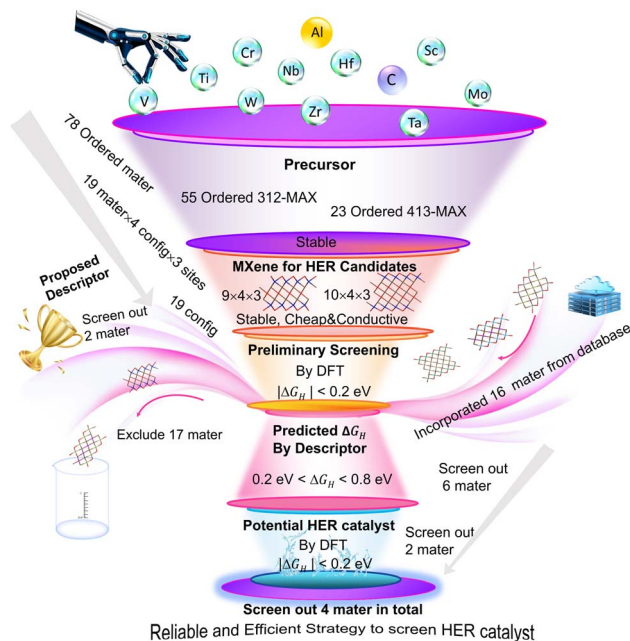 Al
Cr
Sc
Hf
Nb
Ti
C
V
W
Zr
Mo
Ta
Precursor
78 Ordered mater
55 Ordered 312-MAX
23 Ordered 413-MAX
19 mater×4 config×3 sites
Stable
MXene for HER Candidates
9×4×3
10×4×3
Stable, Cheap&Conductive
Proposed
Descriptor
Screen out
2 mater
19 config
Preliminary Screening
By DFT
|ΔG_H| < 0.2 eV
Incorporated 16 mater from database
Exclude 17 mater
Predicted ΔG_H
By Descriptor
0.2 eV < ΔG_H < 0.8 eV
Screen out
6 mater
Potential HER catalyst
By DFT
|ΔG_H| < 0.2 eV
Screen out
2 mater
Screen out 4 mater in total
Reliable and Efficient Strategy to screen HER catalyst